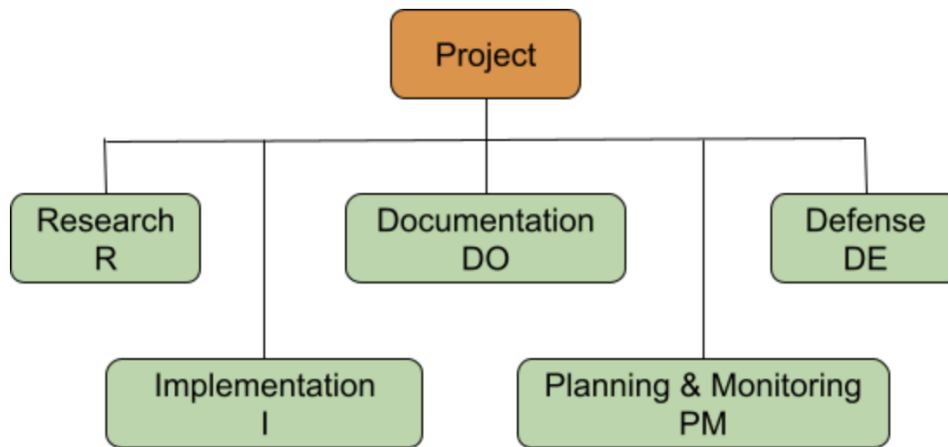 Project
Research
R
Documentation
DO
Defense
DE
Implementation
I
Planning & Monitoring
PM